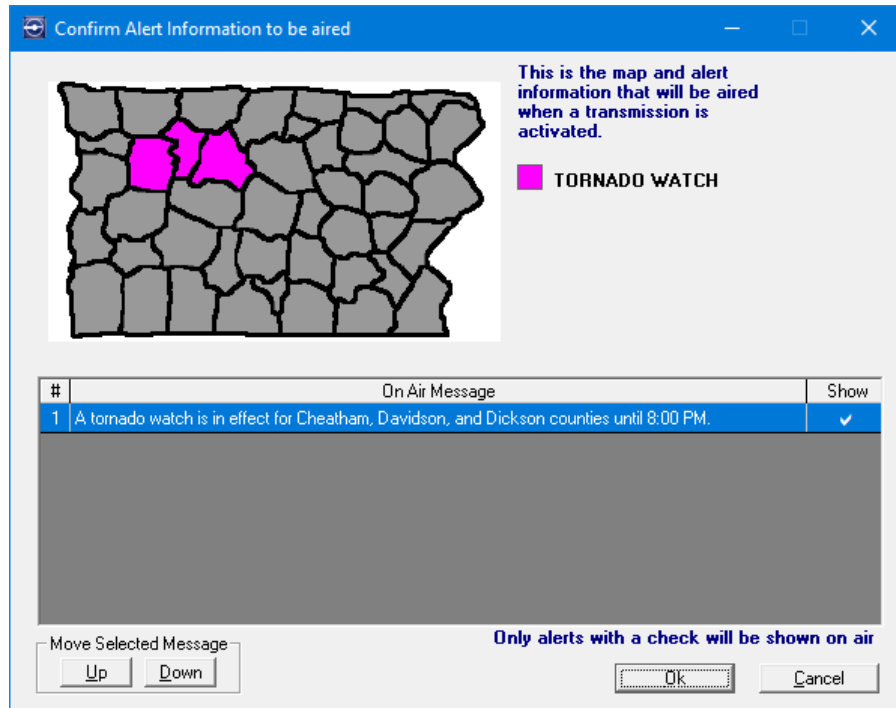 Confirm Alert Information to be aired
This is the map and alert
information that will be aired
when a transmission is
activated.
TORNADO WATCH
# On Air Message Show
1 A tornado watch is in effect for Cheatham, Davidson, and Dickson counties until 8:00 PM.
Only alerts with a check will be shown on air
Move Selected Message
Up Down
Ok Cancel